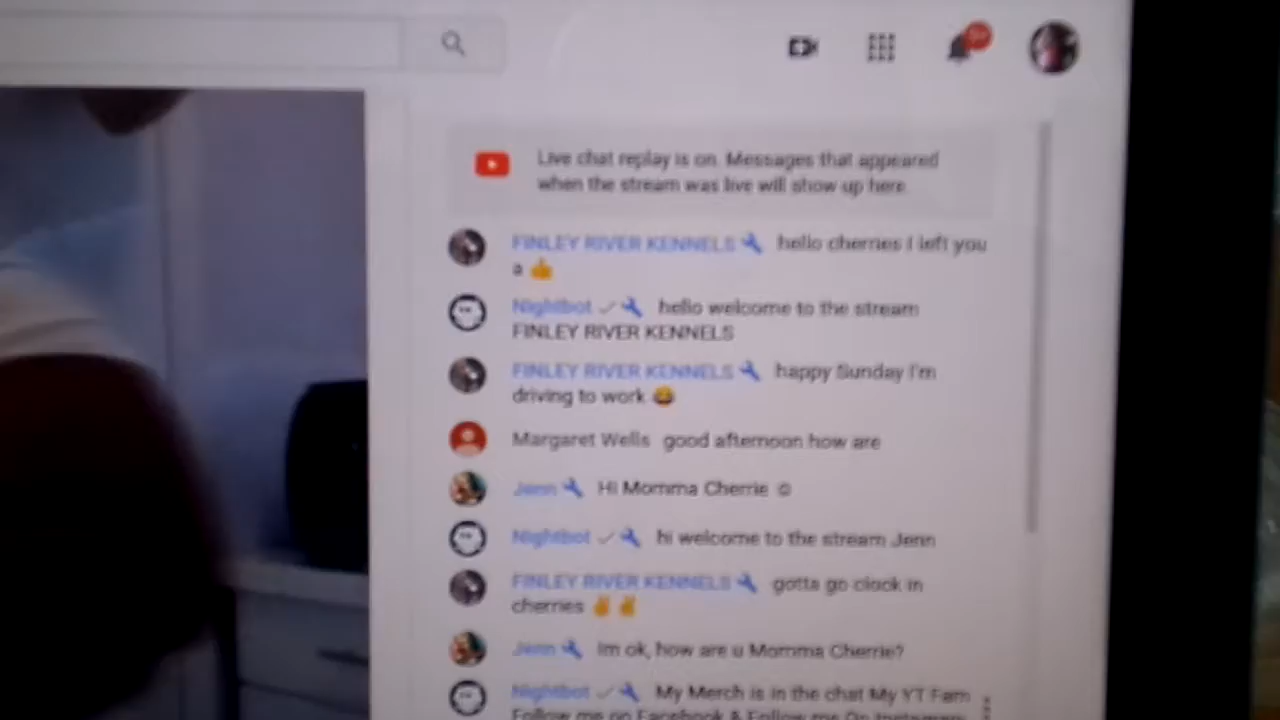 Live chat replay is on. Messages that appeared
when the stream was live will show up here.
FINLEY RIVER KENNELS hello cherries I left you
a 👍
Nightbot hello welcome to the stream
FINLEY RIVER KENNELS
FINLEY RIVER KENNELS happy Sunday I'm
driving to work 😂
Margaret Wells good afternoon how are
Jenn Hi Momma Cherrie ☺
Nightbot hi welcome to the stream Jenn
FINLEY RIVER KENNELS gotta go clock in
cherries ✌✌
Jenn Im ok, how are u Momma Cherrie?
Nightbot My Merch is in the chat My YT Fam
Follow me on Facebook & Follow me On Instagram